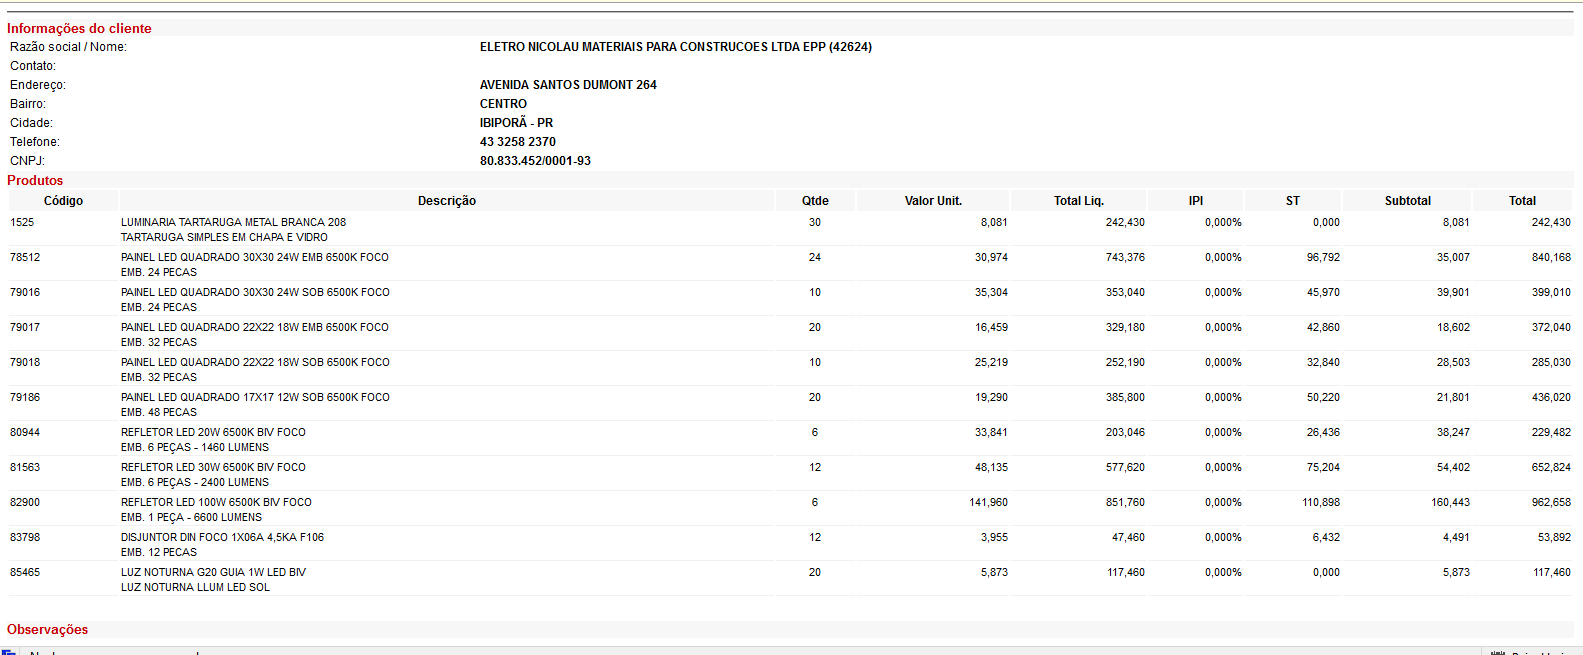 Informações do cliente
Razão social / Nome: ELETRO NICOLAU MATERIAIS PARA CONSTRUCOES LTDA EPP (42624)
Contato:
Endereço: AVENIDA SANTOS DUMONT 264
Bairro: CENTRO
Cidade: IBIPORÃ - PR
Telefone: 43 3258 2370
CNPJ: 80.833.452/0001-93
Produtos
Código Descrição Qtde Valor Unit. Total Liq. IPI ST Subtotal Total
1525 LUMINARIA TARTARUGA METAL BRANCA 208 30 8,081 242,430 0,000% 0,000 8,081 242,430
TARTARUGA SIMPLES EM CHAPA E VIDRO
78512 PAINEL LED QUADRADO 30X30 24W EMB 6500K FOCO 24 30,974 743,376 0,000% 96,792 35,007 840,168
EMB. 24 PECAS
79016 PAINEL LED QUADRADO 30X30 24W SOB 6500K FOCO 10 35,304 353,040 0,000% 45,970 39,901 399,010
EMB. 24 PECAS
79017 PAINEL LED QUADRADO 22X22 18W EMB 6500K FOCO 20 16,459 329,180 0,000% 42,860 18,602 372,040
EMB. 32 PECAS
79018 PAINEL LED QUADRADO 22X22 18W SOB 6500K FOCO 10 25,219 252,190 0,000% 32,840 28,503 285,030
EMB. 32 PECAS
79186 PAINEL LED QUADRADO 17X17 12W SOB 6500K FOCO 20 19,290 385,800 0,000% 50,220 21,801 436,020
EMB. 48 PECAS
80944 REFLETOR LED 20W 6500K BIV FOCO 6 33,841 203,046 0,000% 26,436 38,247 229,482
EMB. 6 PEÇAS - 1460 LUMENS
81563 REFLETOR LED 30W 6500K BIV FOCO 12 48,135 577,620 0,000% 75,204 54,402 652,824
EMB. 6 PEÇAS - 2400 LUMENS
82900 REFLETOR LED 100W 6500K BIV FOCO 6 141,960 851,760 0,000% 110,898 160,443 962,658
EMB. 1 PEÇA - 6600 LUMENS
83798 DISJUNTOR DIN FOCO 1X06A 4,5KA F106 12 3,955 47,460 0,000% 6,432 4,491 53,892
EMB. 12 PECAS
85465 LUZ NOTURNA G20 GUIA 1W LED BIV 20 5,873 117,460 0,000% 0,000 5,873 117,460
LUZ NOTURNA LLUM LED SOL
Observações